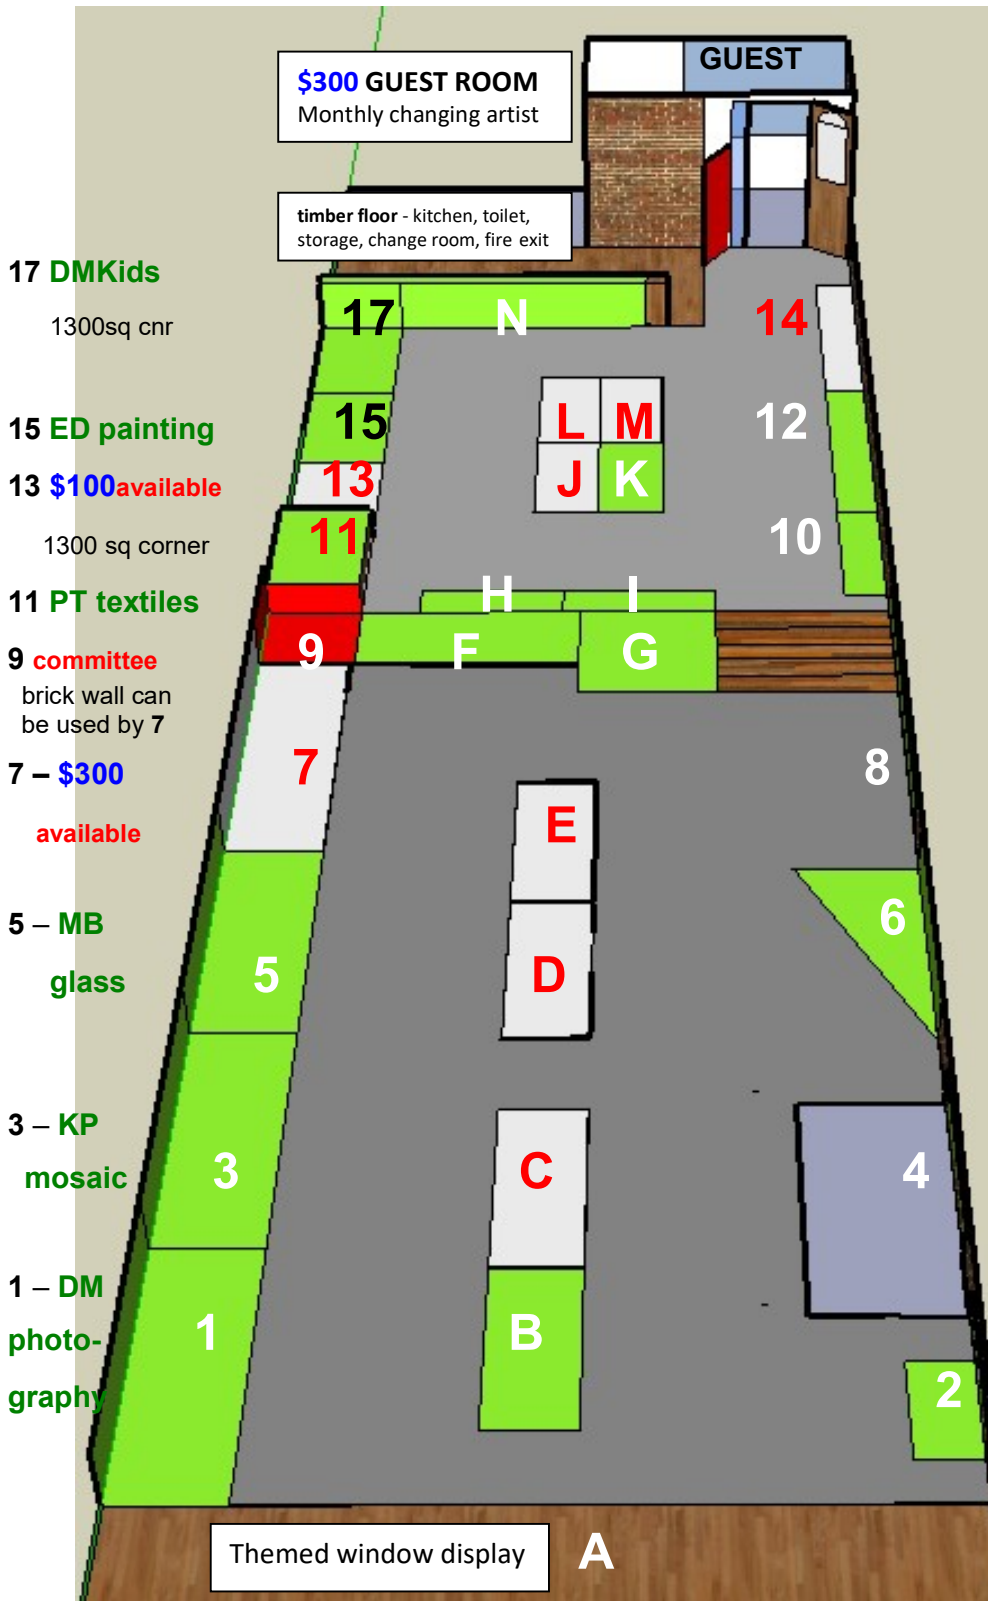 GUEST
$300 GUEST ROOM
Monthly changing artist
timber floor - kitchen, toilet,
storage, change room, fire exit
17 DMKids
1300sq cnr
17
N
14
15 ED painting
15
L M
12
13 $100available
13
J K
1300 sq corner
11
10
11 PT textiles
H I
9 committee
9
F
G
brick wall can
be used by 7
7 – $300
7
8
available
E
5 – MB
6
glass
5
D
3 – KP
mosaic
3
C
4
1 – DM
photo-
1
B
graphy
2
Themed window display
A